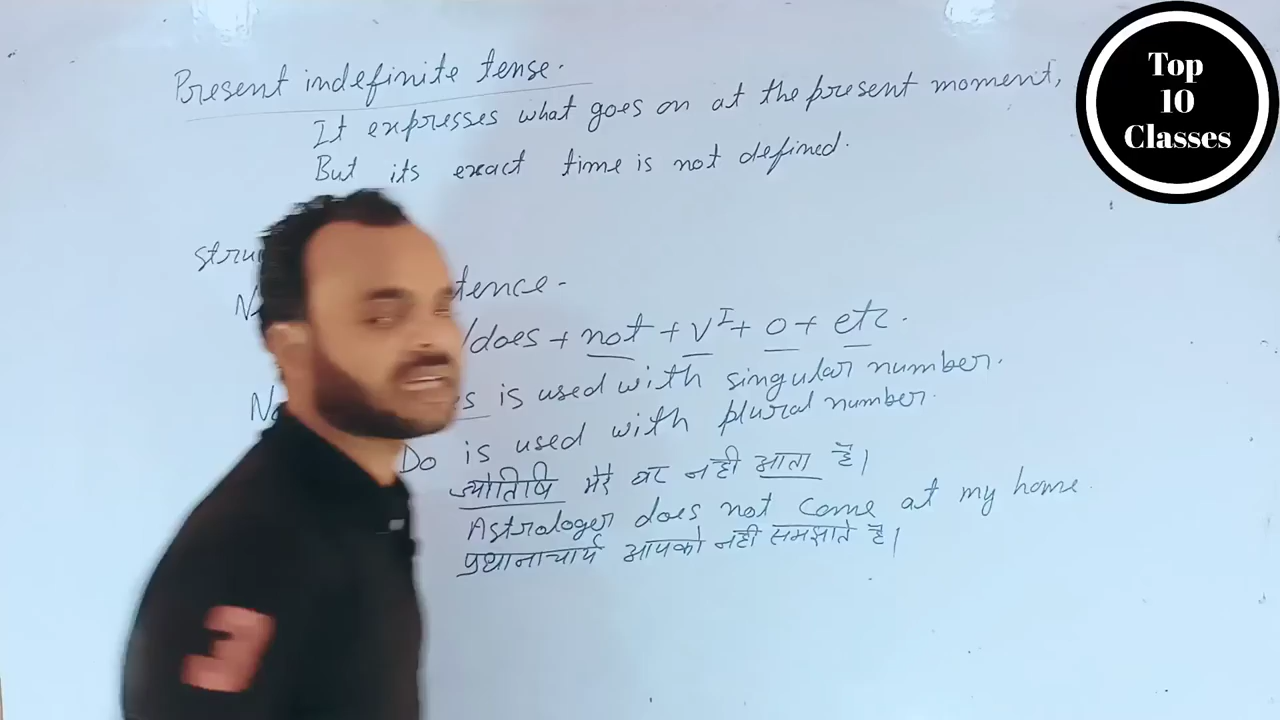 Present indefinite tense.
It expresses what goes on at the present moment,
But its exact time is not defined.
tence.
/does + not + V I + O + etc.
s is used with singular number.
Do is used with plural number.
ज्योतिषि मेरे घर नही आता है।
Astrologer does not come at my home
प्रधानाचार्य आपको नही समझाते है।
Top
10
Classes
3